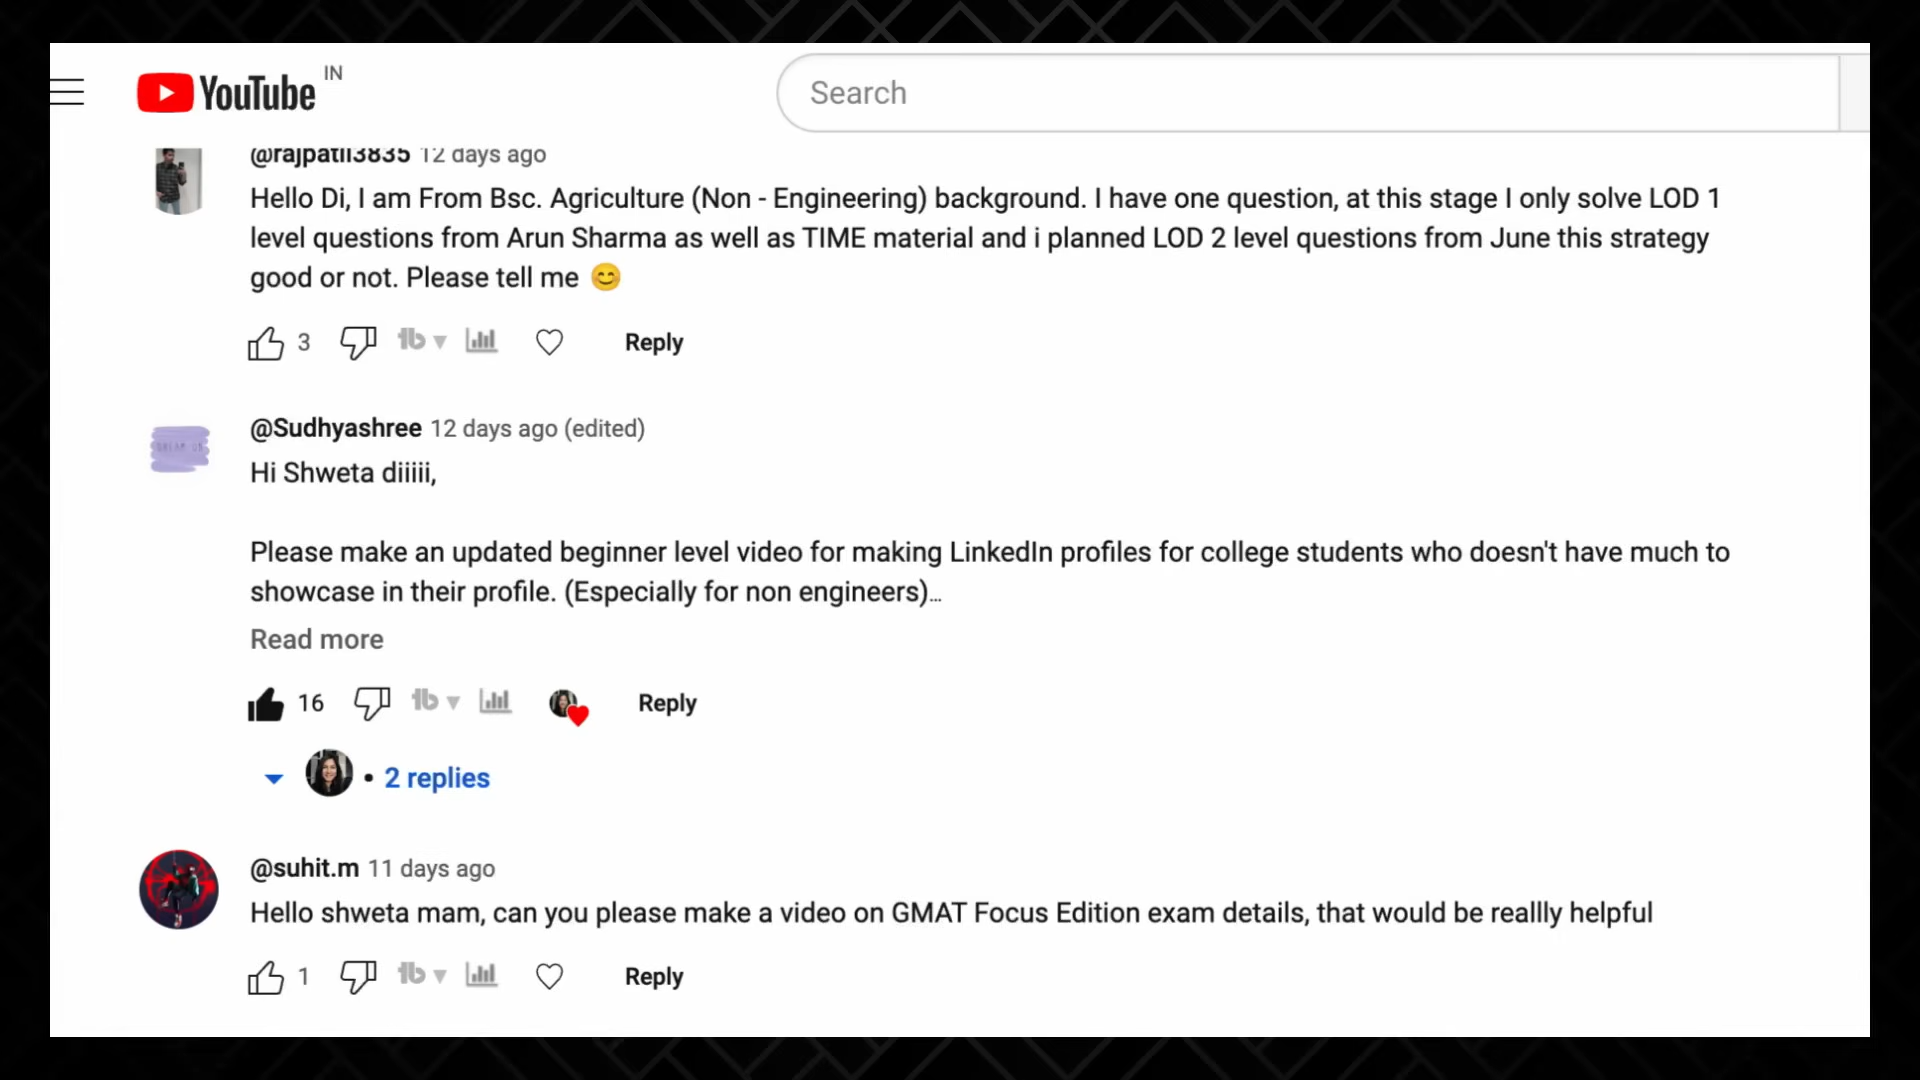 YouTube IN
Search
@rajpatil3835 12 days ago
Hello Di, I am From Bsc. Agriculture (Non - Engineering) background. I have one question, at this stage I only solve LOD 1
level questions from Arun Sharma as well as TIME material and i planned LOD 2 level questions from June this strategy
good or not. Please tell me 😊
3
Reply
@Sudhyashree 12 days ago (edited)
Hi Shweta diiiii,
Please make an updated beginner level video for making LinkedIn profiles for college students who doesn't have much to
showcase in their profile. (Especially for non engineers)...
Read more
16
Reply
• 2 replies
@suhit.m 11 days ago
Hello shweta mam, can you please make a video on GMAT Focus Edition exam details, that would be reallly helpful
1
Reply